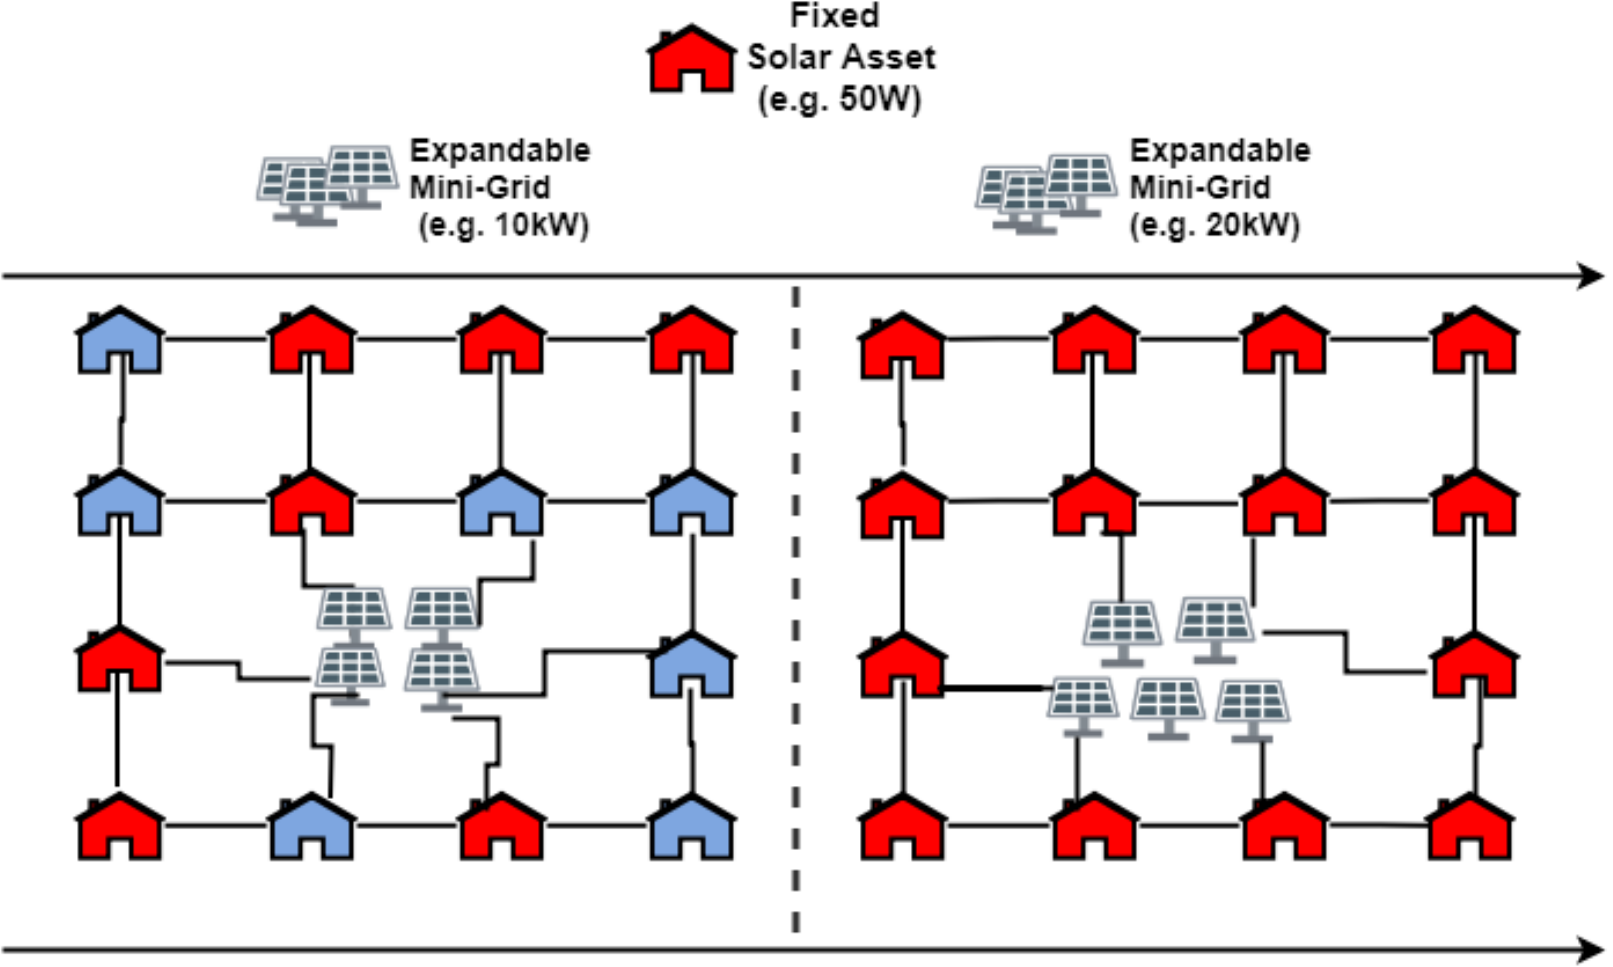 Fixed
Solar Asset
(e.g. 50W)
Expandable
Mini-Grid
(e.g. 10kW)
Expandable
Mini-Grid
(e.g. 20kW)